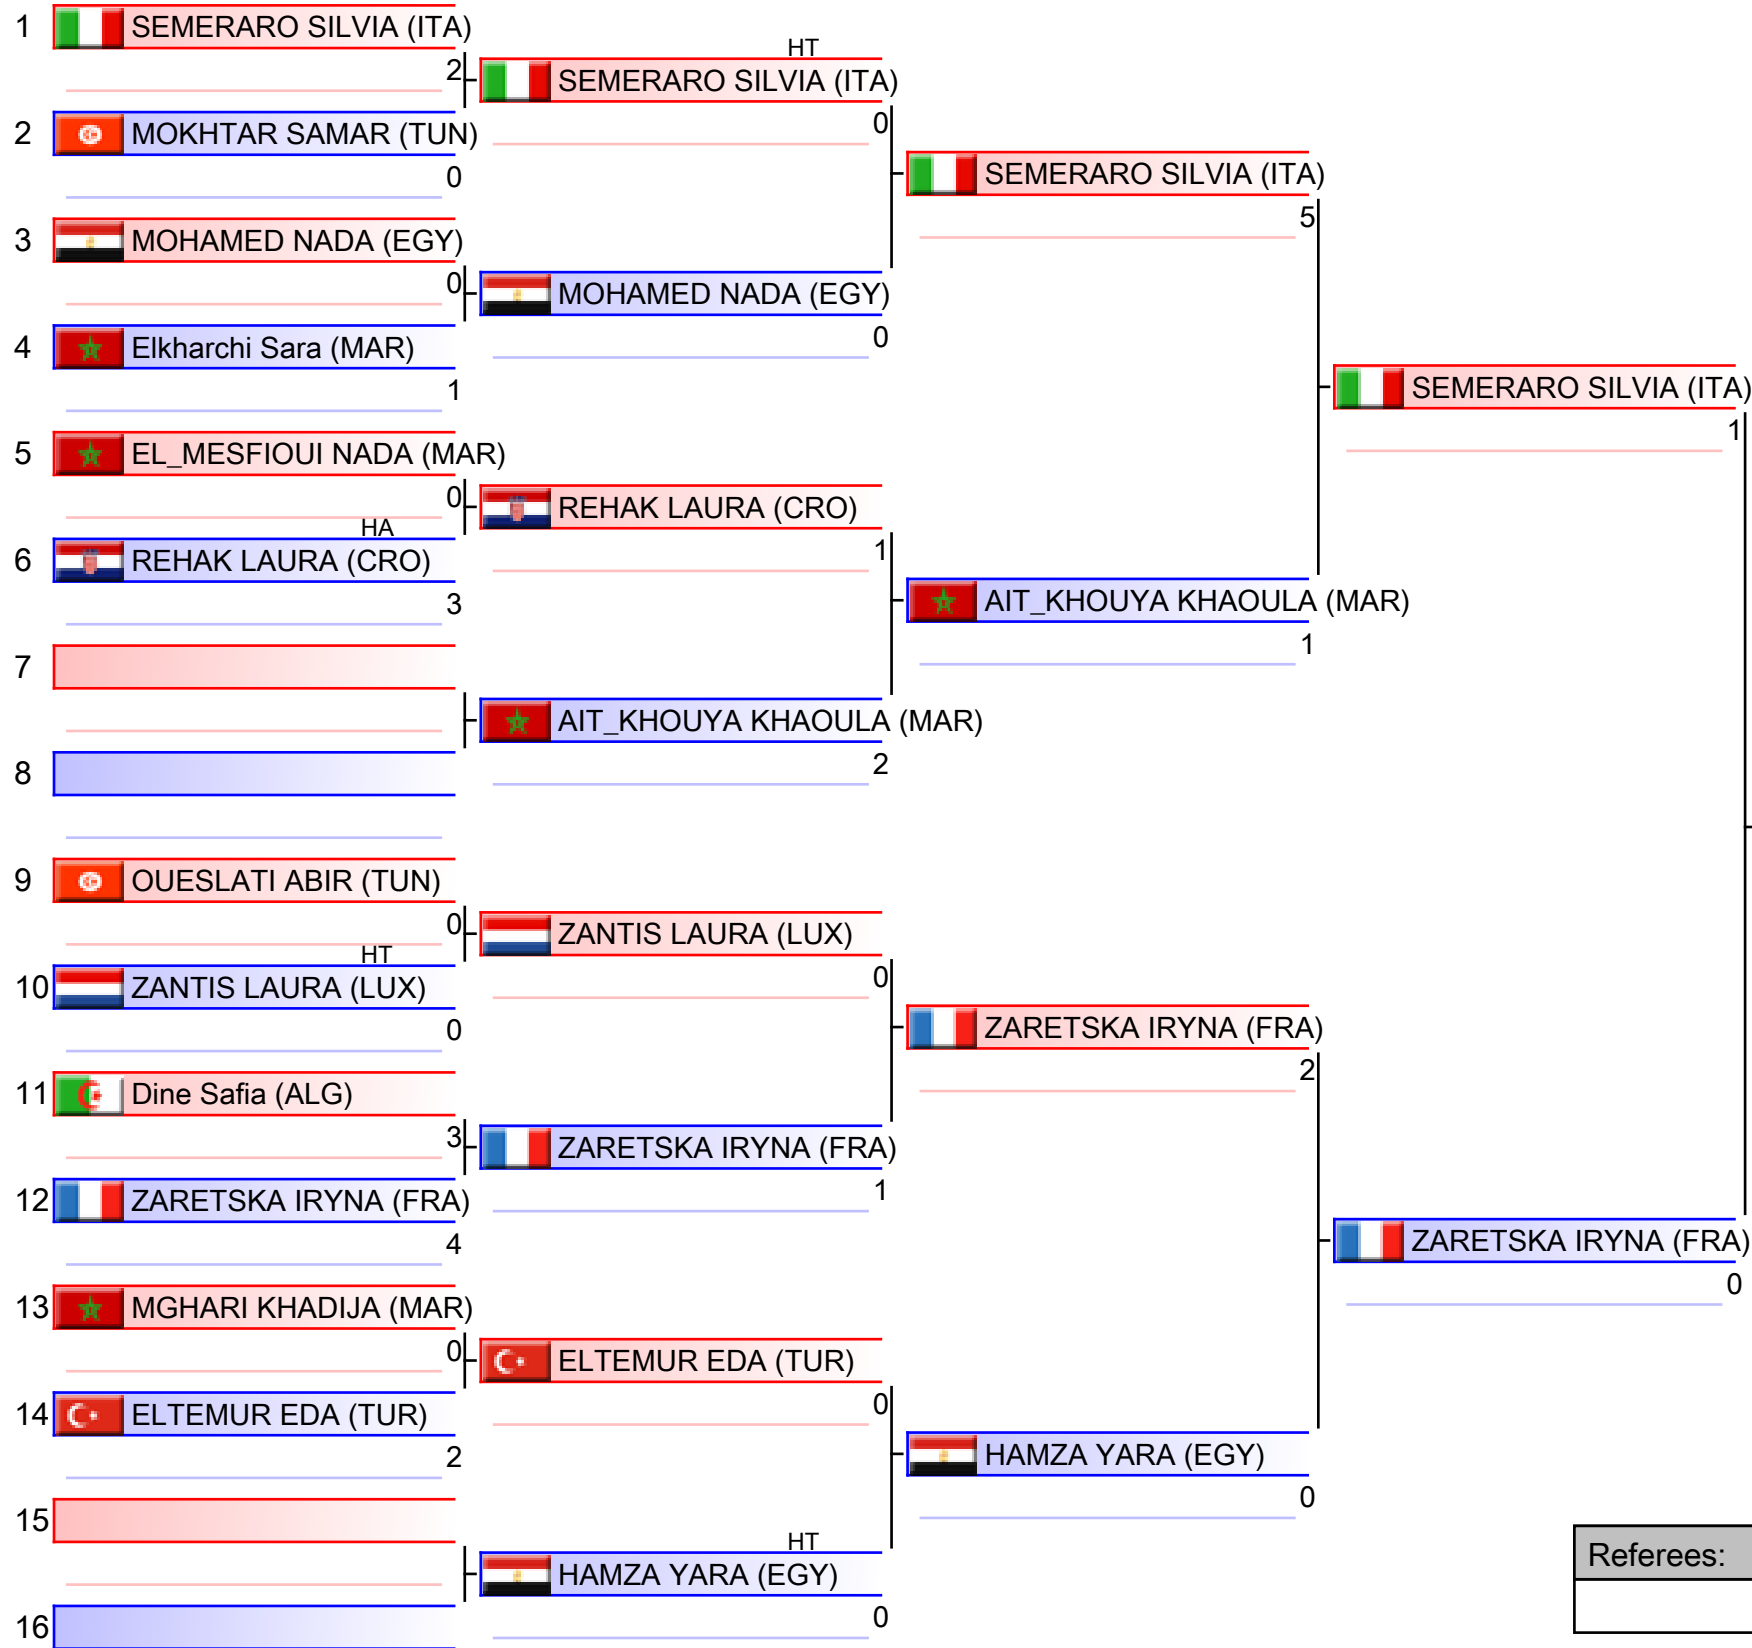 1 SEMERARO SILVIA (ITA)
2
2 MOKHTAR SAMAR (TUN)
0
3 MOHAMED NADA (EGY)
0
4 Elkharchi Sara (MAR)
1
5 EL_MESFIOUI NADA (MAR)
0
HA
6 REHAK LAURA (CRO)
3
7
8
9 OUESLATI ABIR (TUN)
0
HT
10 ZANTIS LAURA (LUX)
0
11 Dine Safia (ALG)
3
12 ZARETSKA IRYNA (FRA)
4
13 MGHARI KHADIJA (MAR)
0
14 ELTEMUR EDA (TUR)
2
15
16
HT
SEMERARO SILVIA (ITA)
0
MOHAMED NADA (EGY)
0
REHAK LAURA (CRO)
1
AIT_KHOUYA KHAOULA (MAR)
2
ZANTIS LAURA (LUX)
0
ZARETSKA IRYNA (FRA)
1
ELTEMUR EDA (TUR)
0
HT
HAMZA YARA (EGY)
0
SEMERARO SILVIA (ITA)
5
AIT_KHOUYA KHAOULA (MAR)
1
ZARETSKA IRYNA (FRA)
2
HAMZA YARA (EGY)
0
SEMERARO SILVIA (ITA)
1
ZARETSKA IRYNA (FRA)
0
Referees: